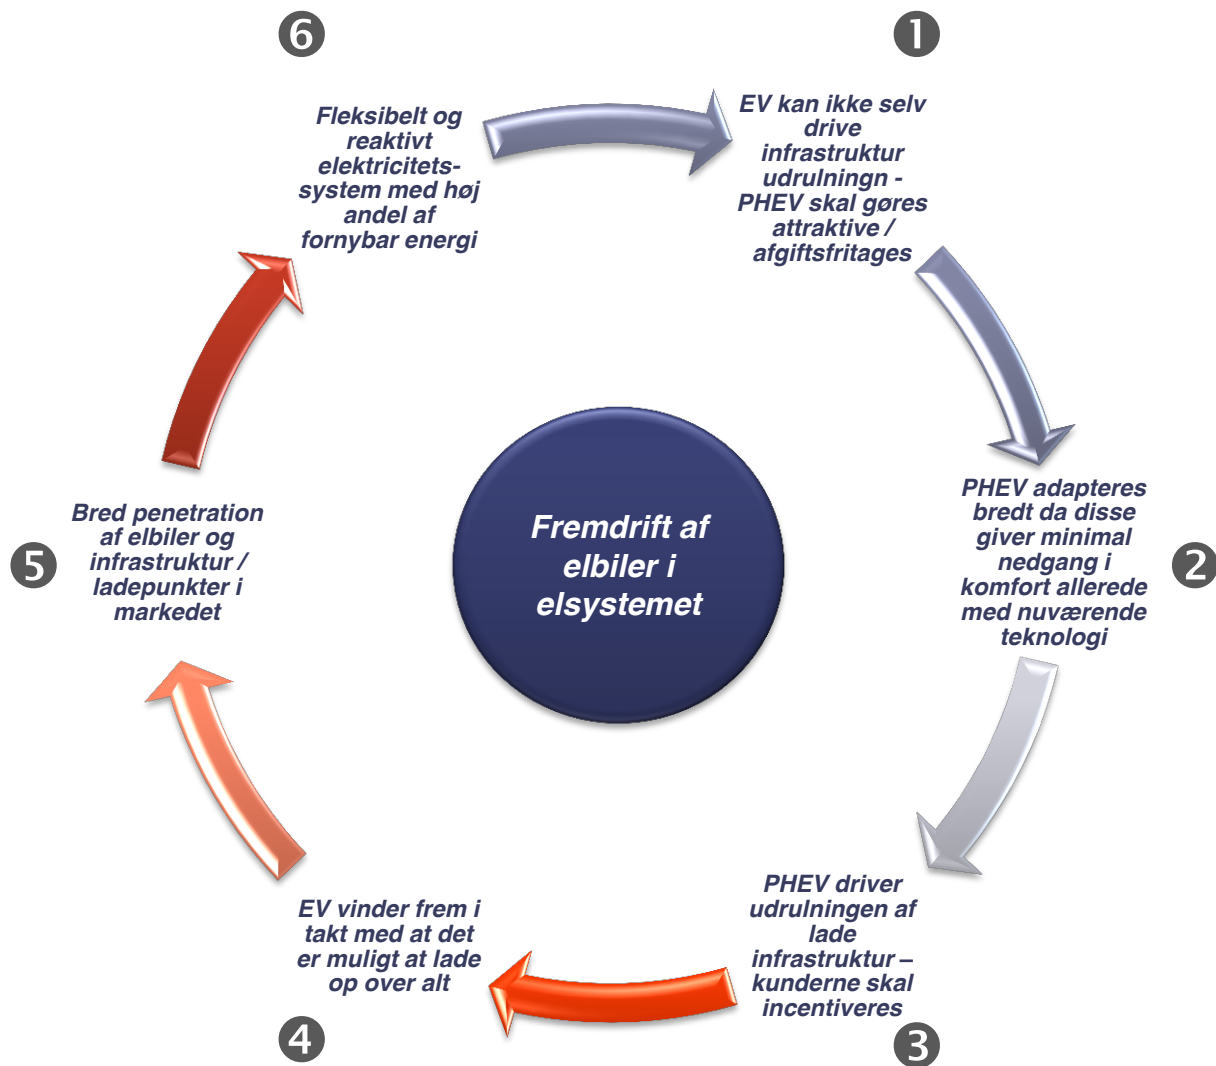 ❶
EV kan ikke selv
drive
infrastruktur
udrulningn -
PHEV skal gøres
attraktive /
afgiftsfritages
❷
PHEV adapteres
bredt da disse
giver minimal
nedgang i
komfort allerede
med nuværende
teknologi
❸
PHEV driver
udrulningen af
lade
infrastruktur –
kunderne skal
incentiveres
❹
EV vinder frem i
takt med at det
er muligt at lade
op over alt
❺
Bred penetration
af elbiler og
infrastruktur /
ladepunkter i
markedet
❻
Fleksibelt og
reaktivt
elektricitets-
system med høj
andel af
fornybar energi
Fremdrift af
elbiler i
elsystemet